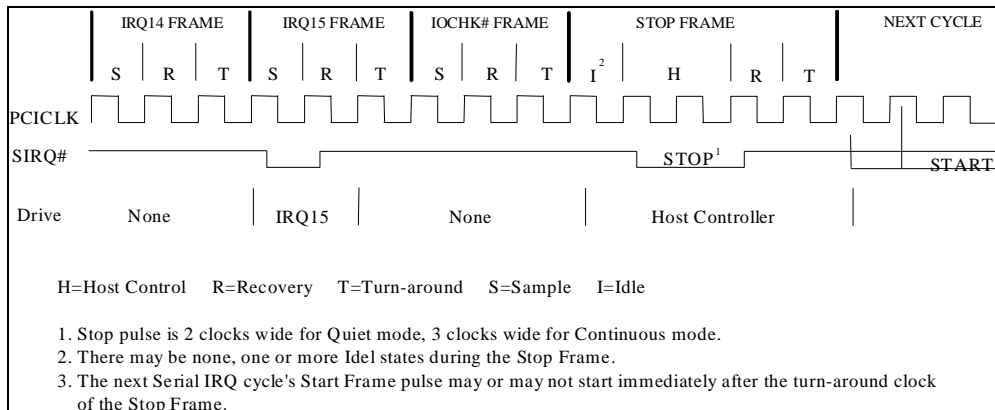 IRQ14 FRAME IRQ15 FRAME IOCHK# FRAME STOP FRAME NEXT CYCLE
S R T S R T S R T I 2 H R T
PCICLK
SIRQ# STOP 1 START
Drive None IRQ15 None Host Controller
H=Host Control R=Recovery T=Turn-around S=Sample I=Idle
1. Stop pulse is 2 clocks wide for Quiet mode, 3 clocks wide for Continuous mode.
2. There may be none, one or more Idel states during the Stop Frame.
3. The next Serial IRQ cycle's Start Frame pulse may or may not start immediately after the turn-around clock
of the Stop Frame.